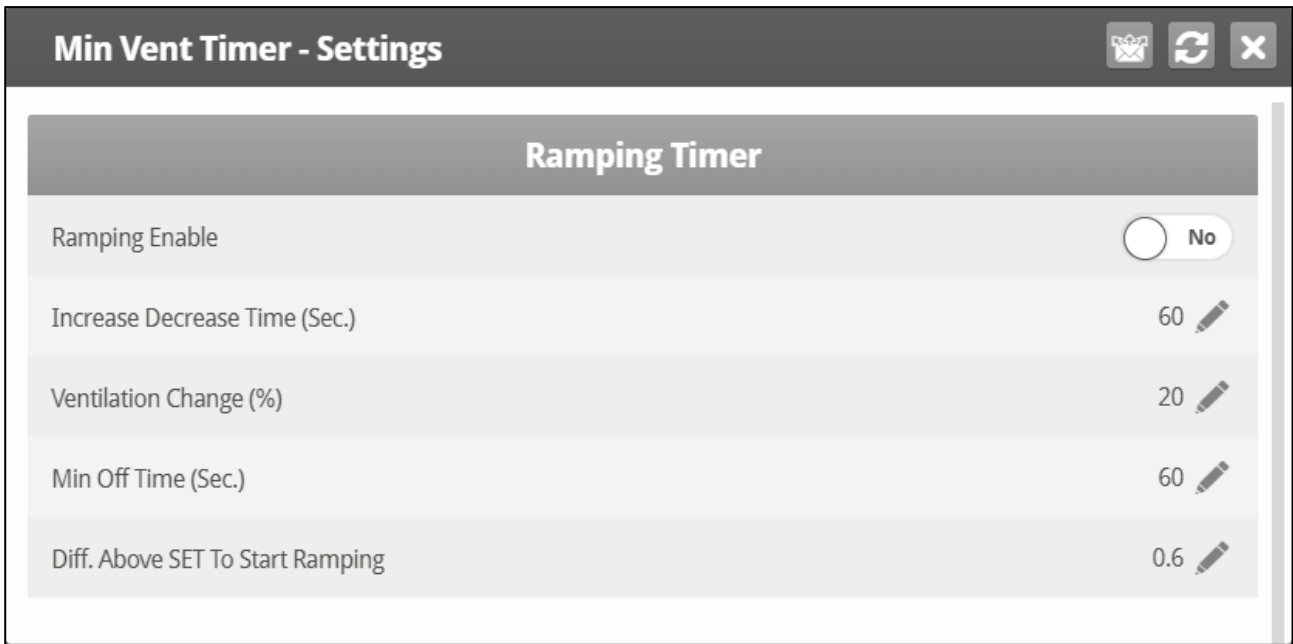 Min Vent Timer - Settings
Ramping Timer
Ramping Enable No
Increase Decrease Time (Sec.) 60
Ventilation Change (%) 20
Min Off Time (Sec.) 60
Diff. Above SET To Start Ramping 0.6